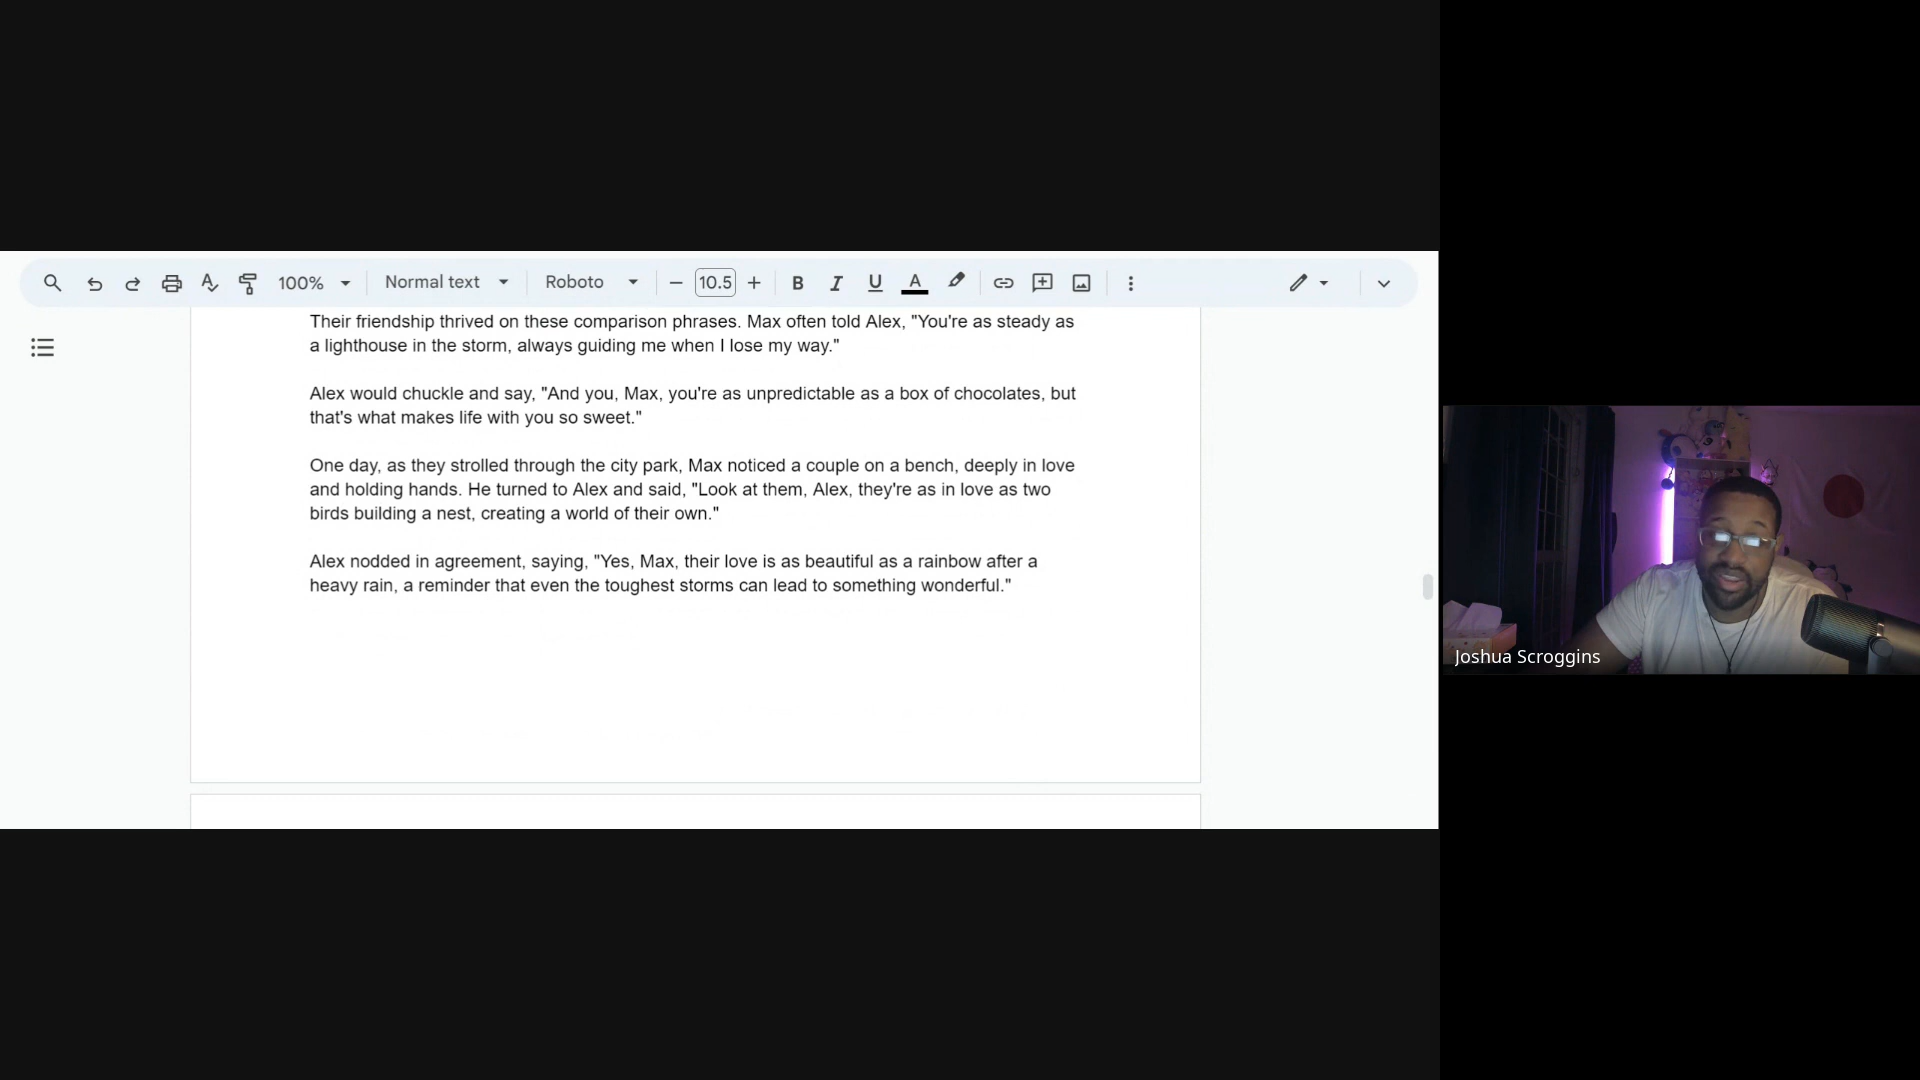 100%
Normal text
Roboto
10.5
B I U A
Their friendship thrived on these comparison phrases. Max often told Alex, "You're as steady as
a lighthouse in the storm, always guiding me when I lose my way."
Alex would chuckle and say, "And you, Max, you're as unpredictable as a box of chocolates, but
that's what makes life with you so sweet."
One day, as they strolled through the city park, Max noticed a couple on a bench, deeply in love
and holding hands. He turned to Alex and said, "Look at them, Alex, they're as in love as two
birds building a nest, creating a world of their own."
Alex nodded in agreement, saying, "Yes, Max, their love is as beautiful as a rainbow after a
heavy rain, a reminder that even the toughest storms can lead to something wonderful."
Joshua Scroggins